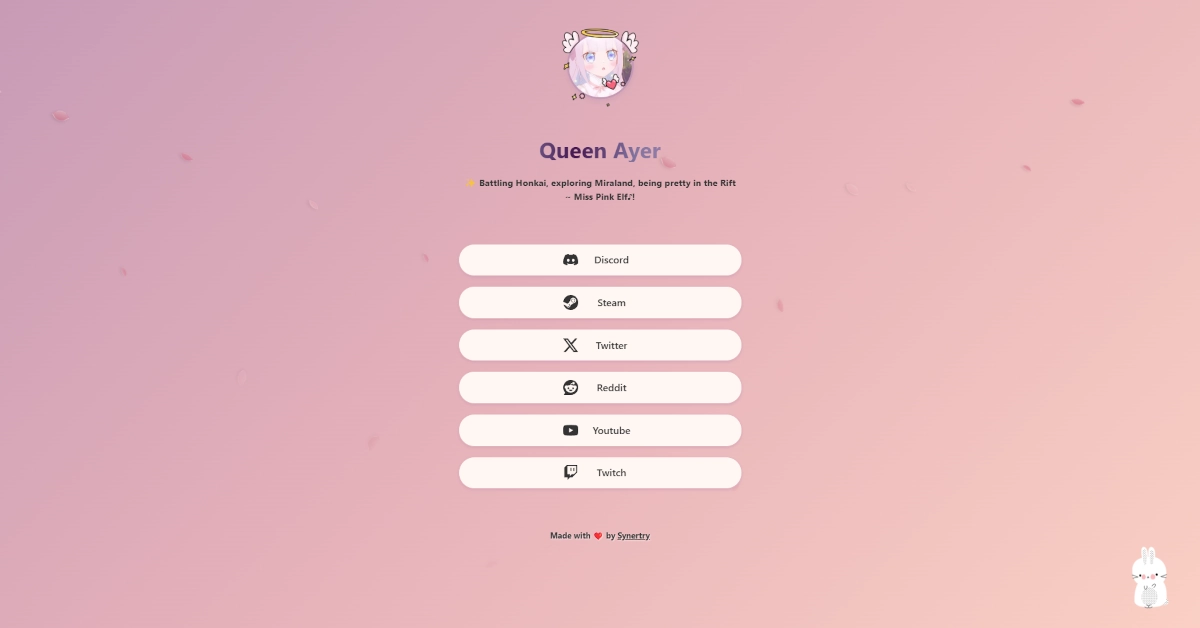 Queen Ayer
Battling Honkai, exploring Miraland, being pretty in the Rift
~ Miss Pink Elf♪!
Discord
Steam
Twitter
Reddit
Youtube
Twitch
Made with ❤️ by Synertry